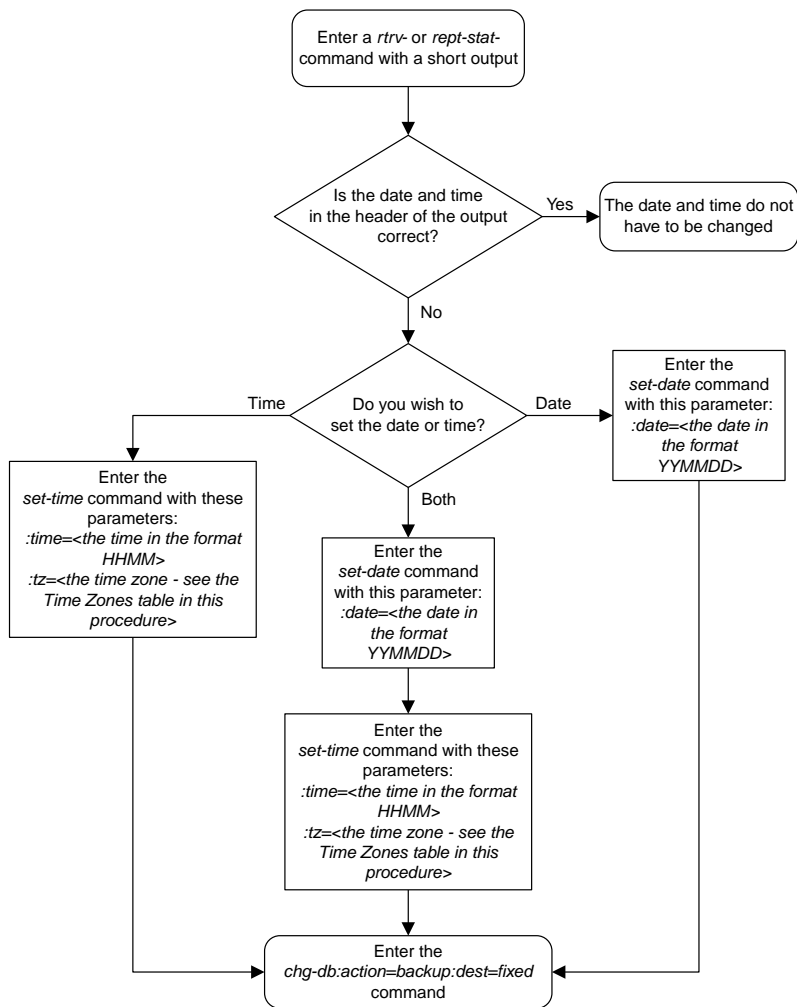 Enter a rtrv- or rept-stat-
command with a short output
Is the date and time
in the header of the output
correct?
Yes
The date and time do not
have to be changed
No
Do you wish to
set the date or time?
Time
Date
Both
Enter the
set-date command
with this parameter:
:date=<the date in
the format
YYMMDD>
Enter the
set-time command with these
parameters:
:time=<the time in the format
HHMM>
:tz=<the time zone - see the
Time Zones table in this
procedure>
Enter the
set-date command
with this parameter:
:date=<the date in
the format
YYMMDD>
Enter the
set-time command with these
parameters:
:time=<the time in the format
HHMM>
:tz=<the time zone - see the
Time Zones table in this
procedure>
Enter the
chg-db:action=backup:dest=fixed
command